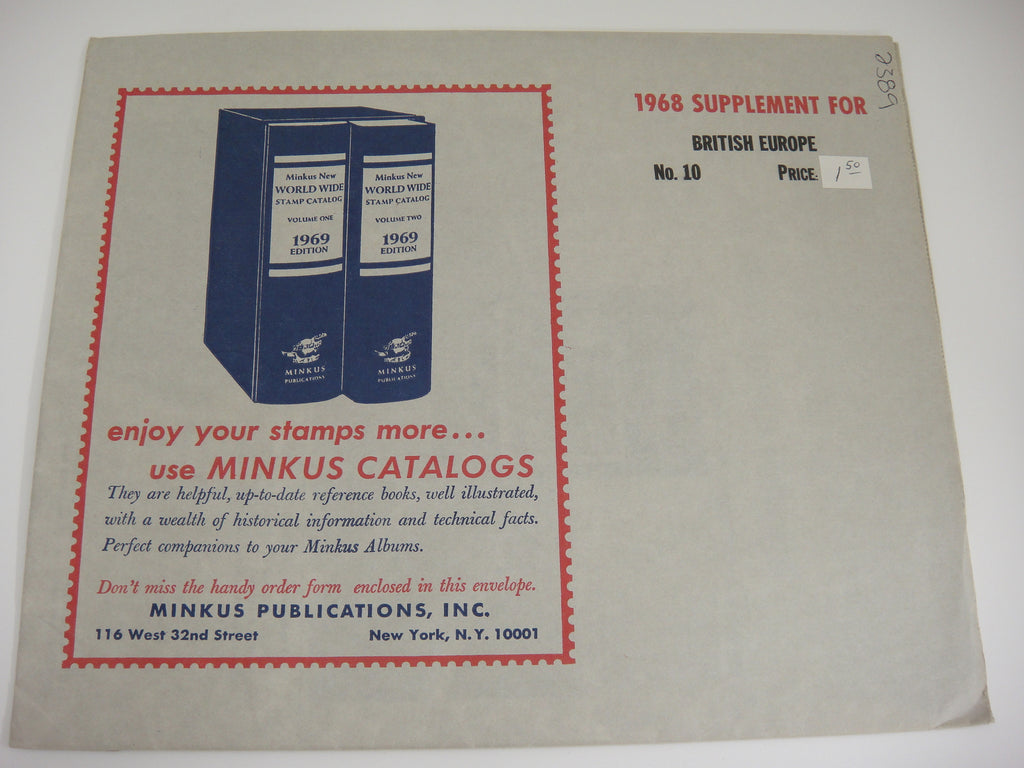 2389
1968 SUPPLEMENT FOR
BRITISH EUROPE
No. 10 PRICE: 1 50
Minkus New
WORLD WIDE
STAMP CATALOG
VOLUME ONE
1969
EDITION
MINKUS
PUBLICATIONS
Minkus New
WORLD WIDE
STAMP CATALOG
VOLUME TWO
1969
EDITION
MINKUS
PUBLICATIONS
enjoy your stamps more...
use MINKUS CATALOGS
They are helpful, up-to-date reference books, well illustrated,
with a wealth of historical information and technical facts.
Perfect companions to your Minkus Albums.
Don't miss the handy order form enclosed in this envelope.
MINKUS PUBLICATIONS, INC.
116 West 32nd Street New York, N.Y. 10001